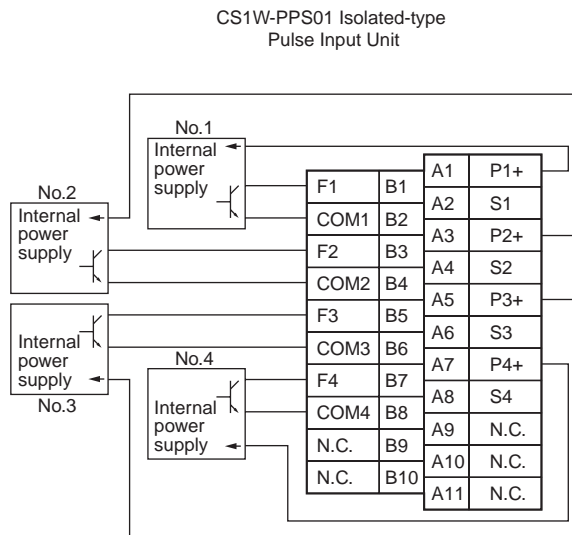 CS1W-PPS01 Isolated-type
Pulse Input Unit
No.1
Internal
power
supply
No.2
Internal
power
supply
Internal
power
supply
No.3
No.4
Internal
power
supply
F1 B1
COM1 B2
F2 B3
COM2 B4
F3 B5
COM3 B6
F4 B7
COM4 B8
N.C. B9
N.C. B10
A1 P1+
A2 S1
A3 P2+
A4 S2
A5 P3+
A6 S3
A7 P4+
A8 S4
A9 N.C.
A10 N.C.
A11 N.C.